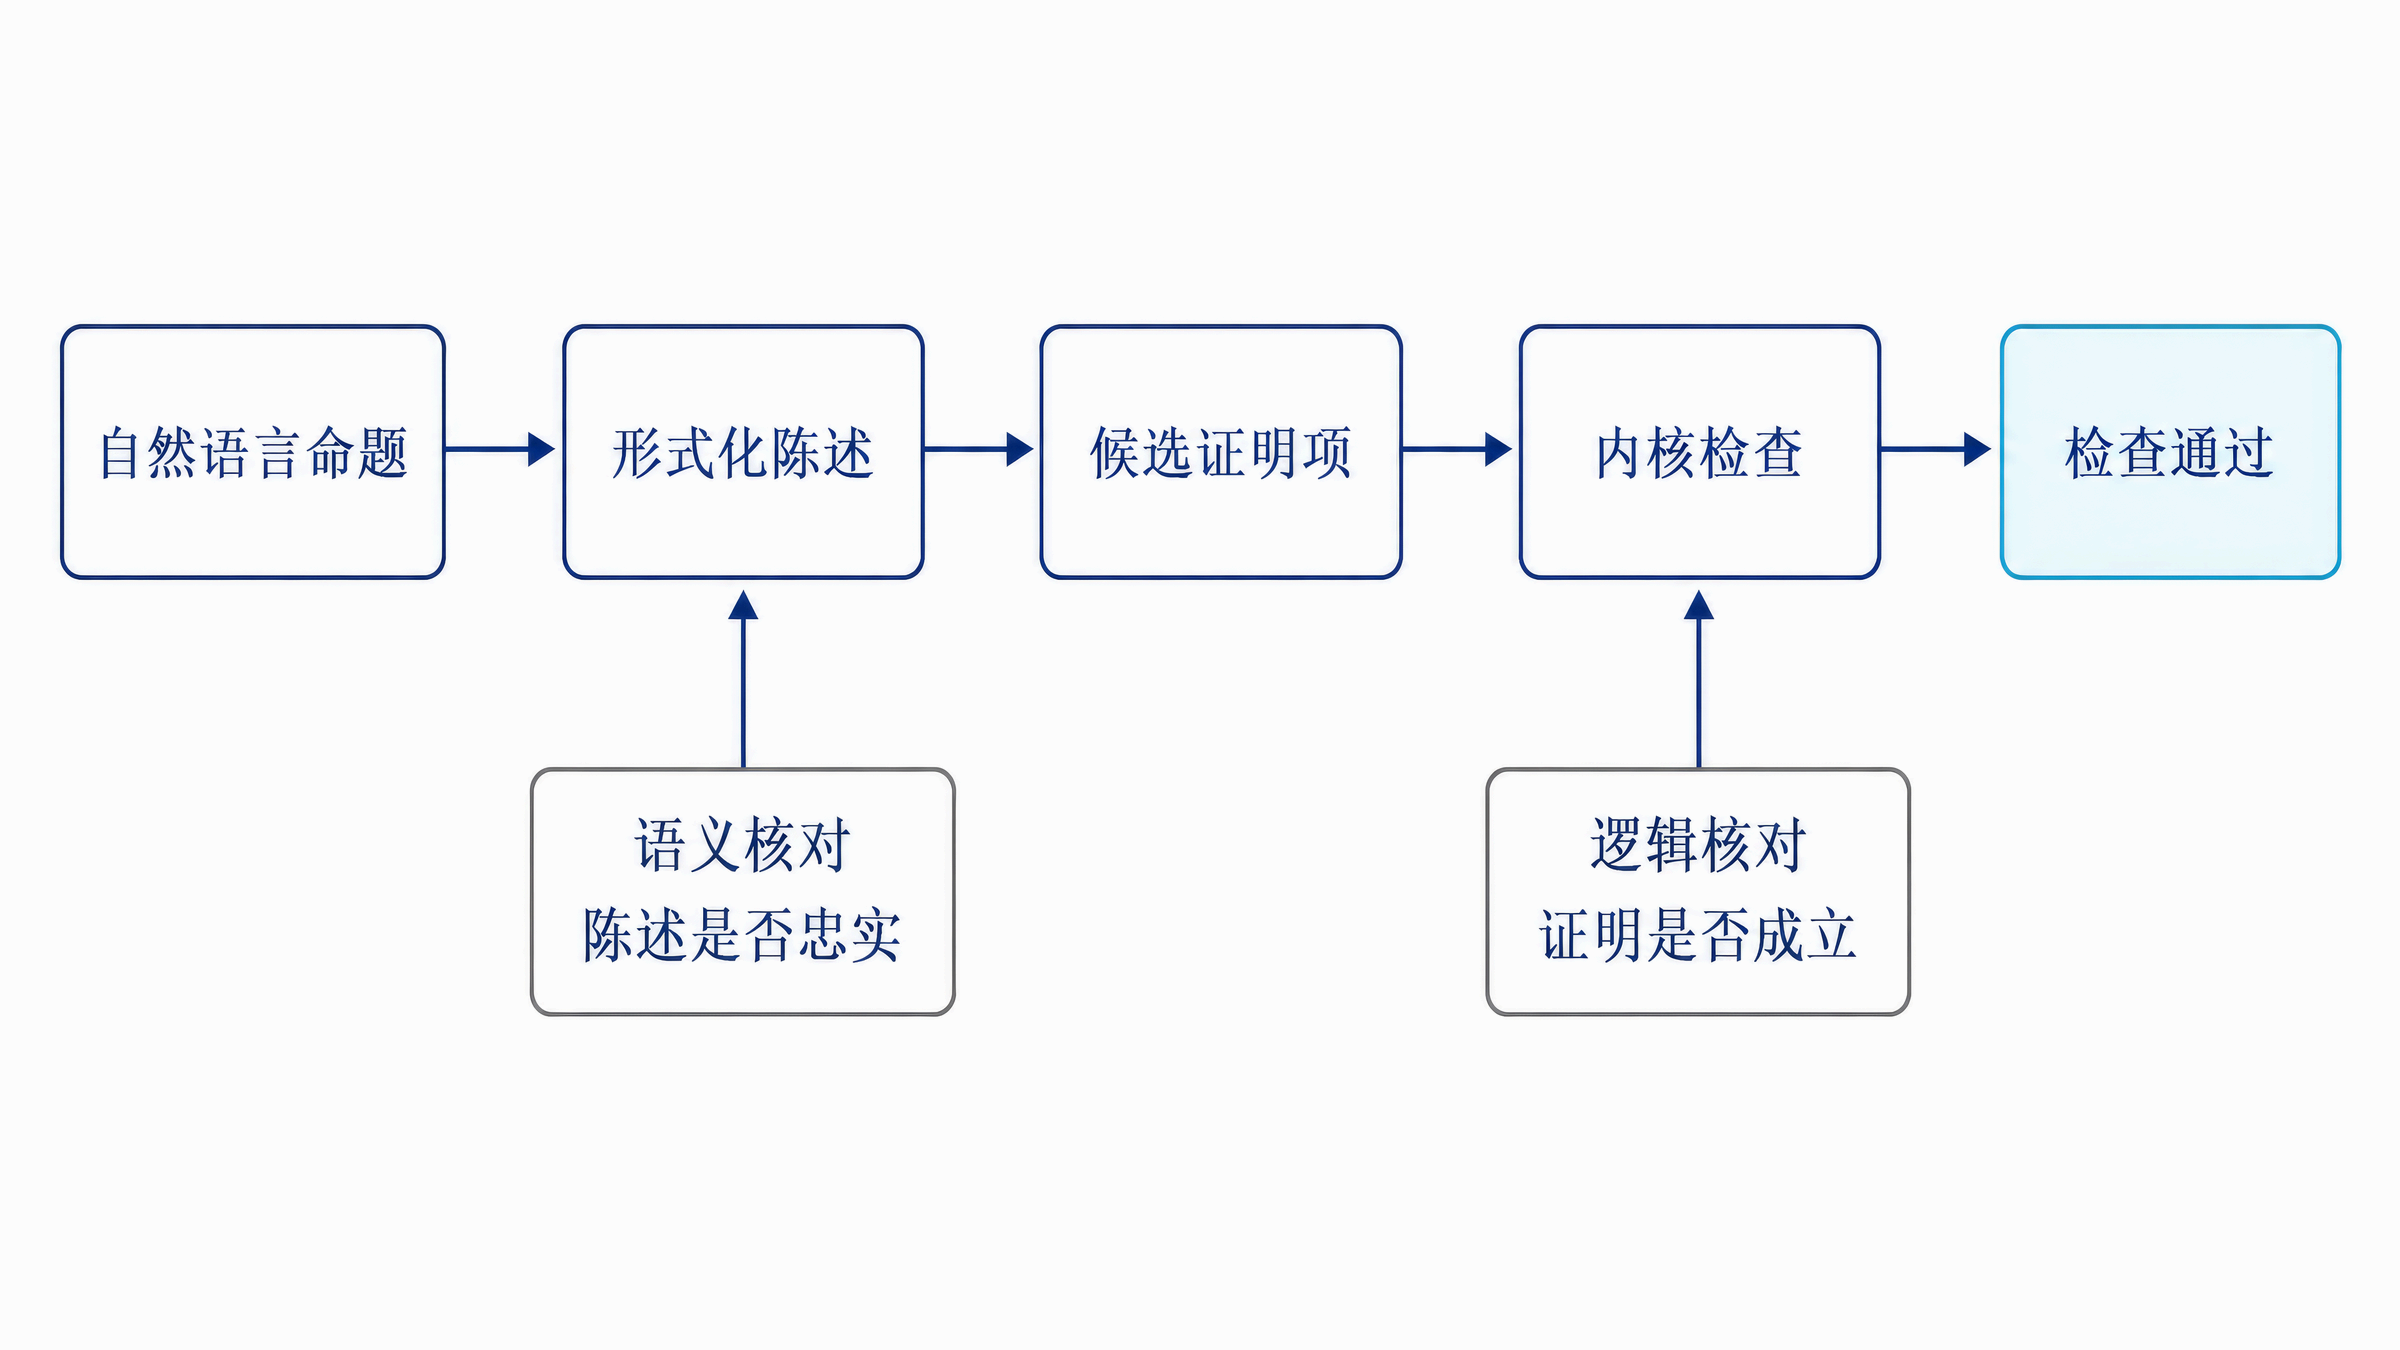 自然语言命题
形式化陈述
候选证明项
内核检查
检查通过
语义核对
陈述是否忠实
逻辑核对
证明是否成立